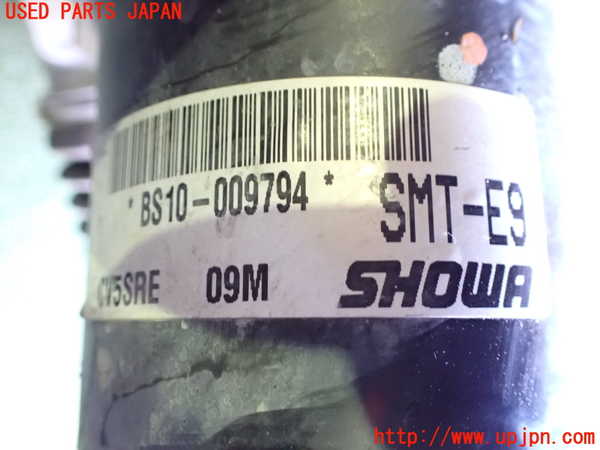 USED PARTS JAPAN
* BS10-009794 *
SMT-E9
CV5SRE 09M SHOWA
http://www.upjpn.com